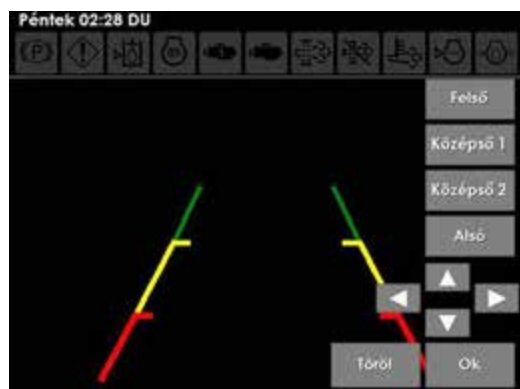 Péntek 02:28 DU
Felső
Középső 1
Középső 2
Alsó
Töröl
Ok